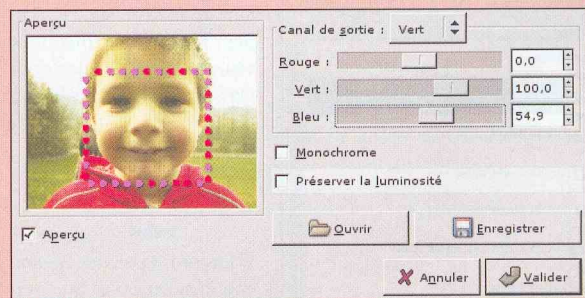 Aperçu
Canal de sortie : Vert
Rouge : 0,0
Vert : 100,0
Bleu : 54,9
Monochrome
Préserver la luminosité
Aperçu
Ouvrir
Enregistrer
Annuler
Valider